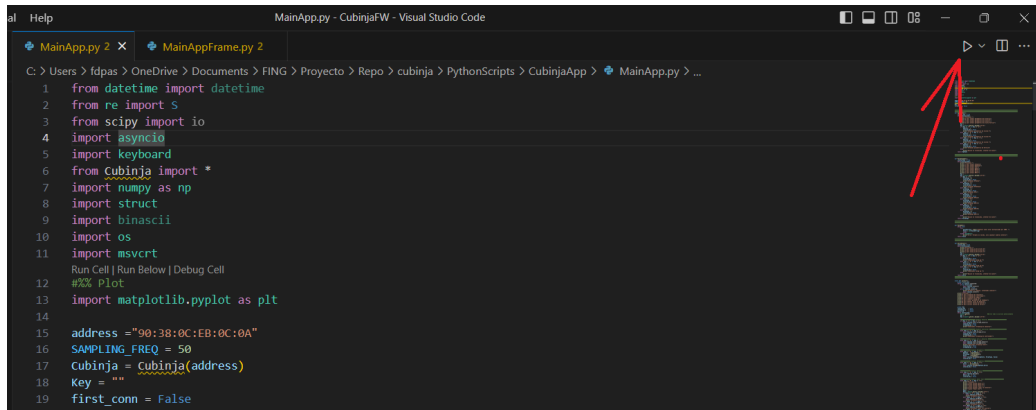 al Help MainApp.py - CubinjaFW - Visual Studio Code
MainApp.py 2 MainAppFrame.py 2
C: > Users > fdpas > OneDrive > Documents > FING > Proyecto > Repo > cubinja > PythonScripts > CubinjaApp > MainApp.py > ...
1 from datetime import datetime
2 from re import S
3 from scipy import io
4 import asyncio
5 import keyboard
6 from Cubinja import *
7 import numpy as np
8 import struct
9 import binascii
10 import os
11 import msvcrt
Run Cell | Run Below | Debug Cell
12 #%% Plot
13 import matplotlib.pyplot as plt
14
15 address ="90:38:0C:EB:0C:0A"
16 SAMPLING_FREQ = 50
17 Cubinja = Cubinja(address)
18 Key = ""
19 first_conn = False